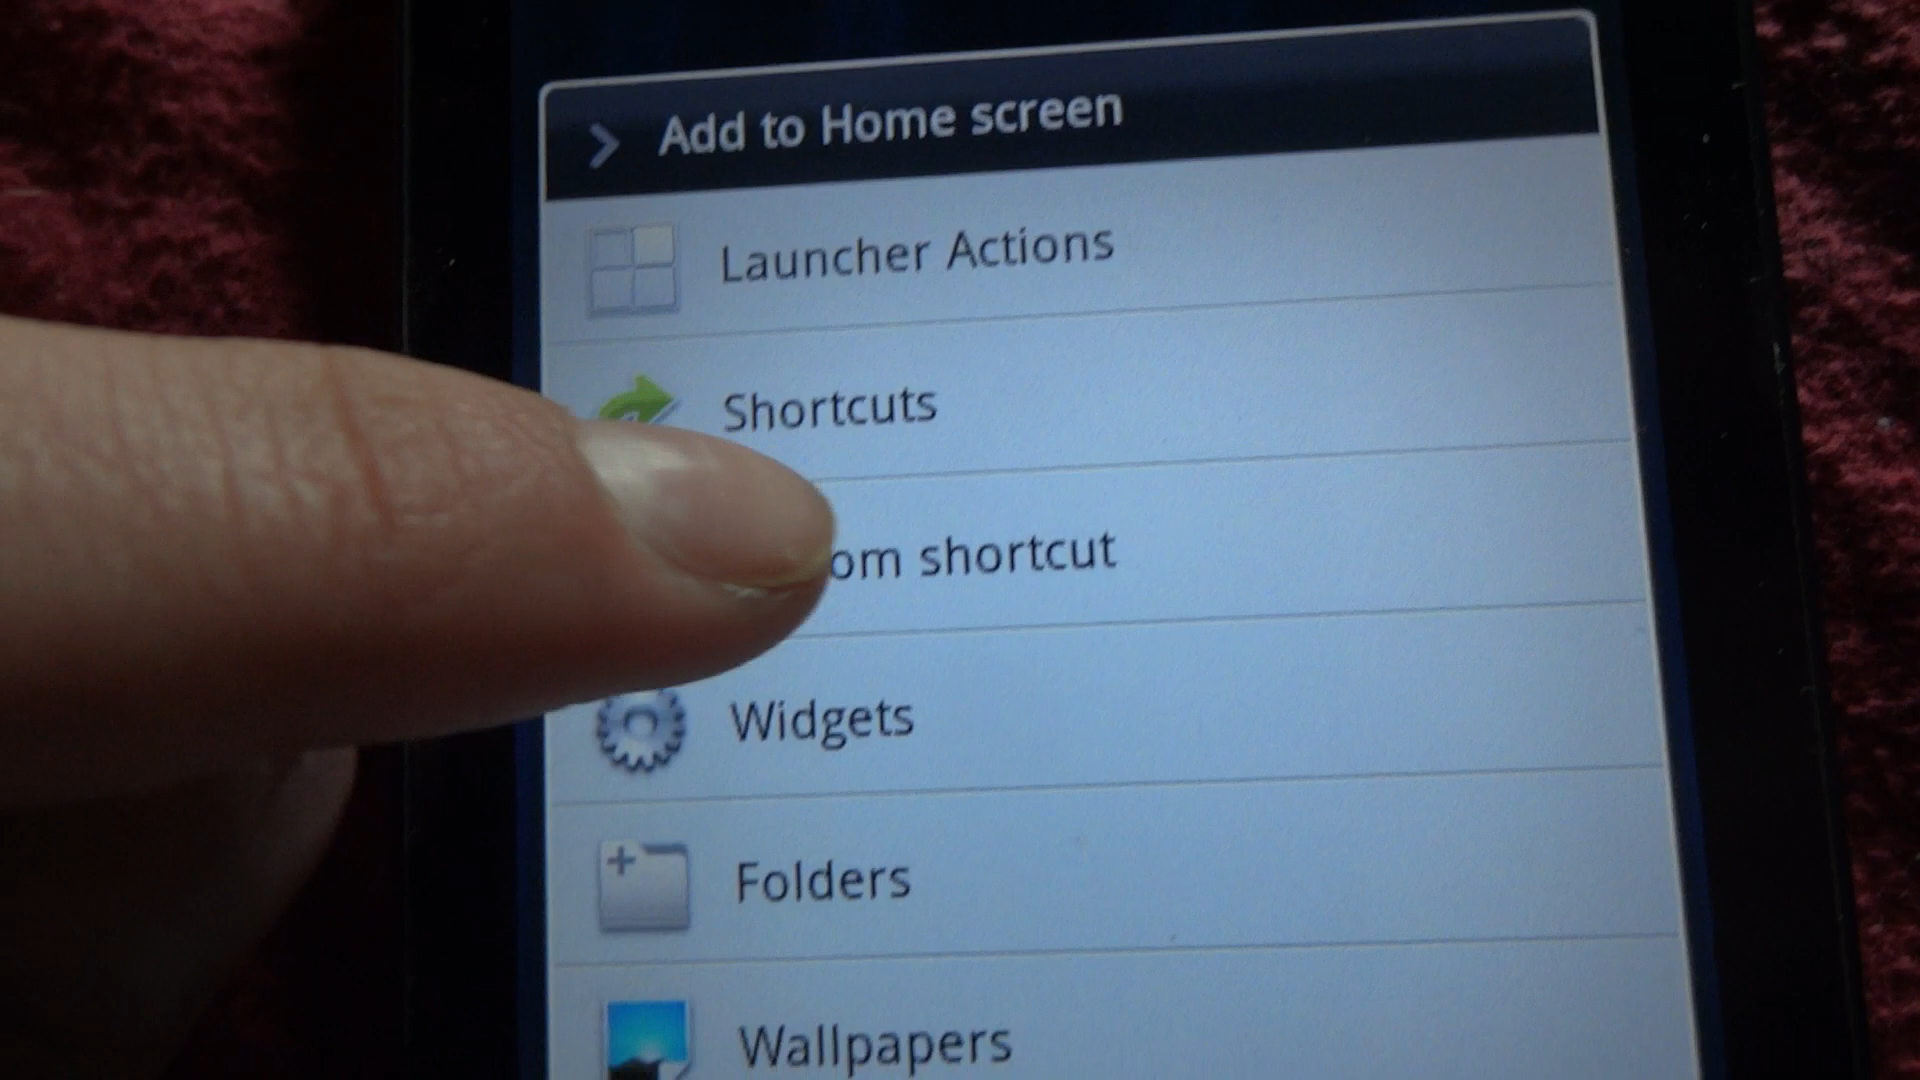 Add to Home screen
Launcher Actions
Shortcuts
om shortcut
Widgets
Folders
Wallpapers